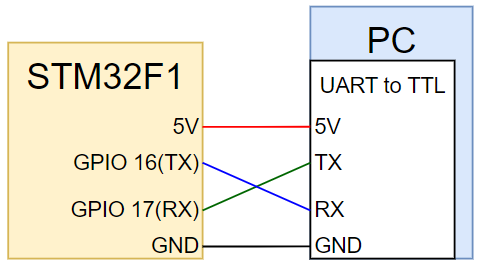 STM32F1
5V
GPIO 16(TX)
GPIO 17(RX)
GND
PC
UART to TTL
5V
TX
RX
GND